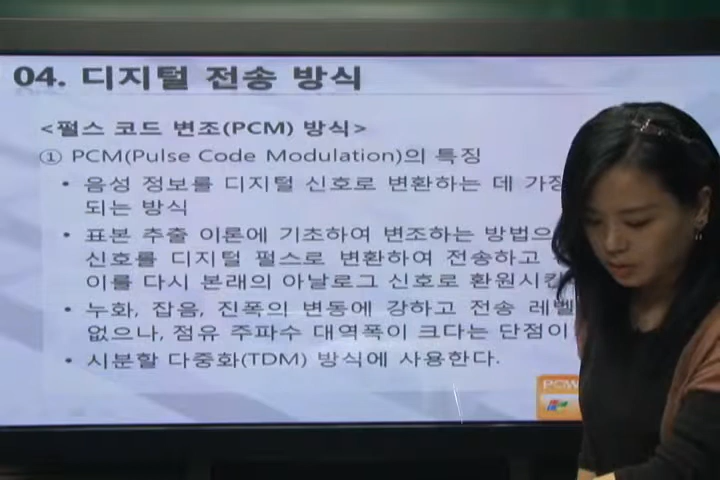 04. 디지털 전송 방식
<펄스 코드 변조(PCM) 방식>
① PCM(Pulse Code Modulation)의 특징
• 음성 정보를 디지털 신호로 변환하는 데 가장
되는 방식
• 표본 추출 이론에 기초하여 변조하는 방법으
신호를 디지털 펄스로 변환하여 전송하고
이를 다시 본래의 아날로그 신호로 환원시킨
• 누화, 잡음, 진폭의 변동에 강하고 전송 레벨
없으나, 점유 주파수 대역폭이 크다는 단점이
• 시분할 다중화(TDM) 방식에 사용한다.